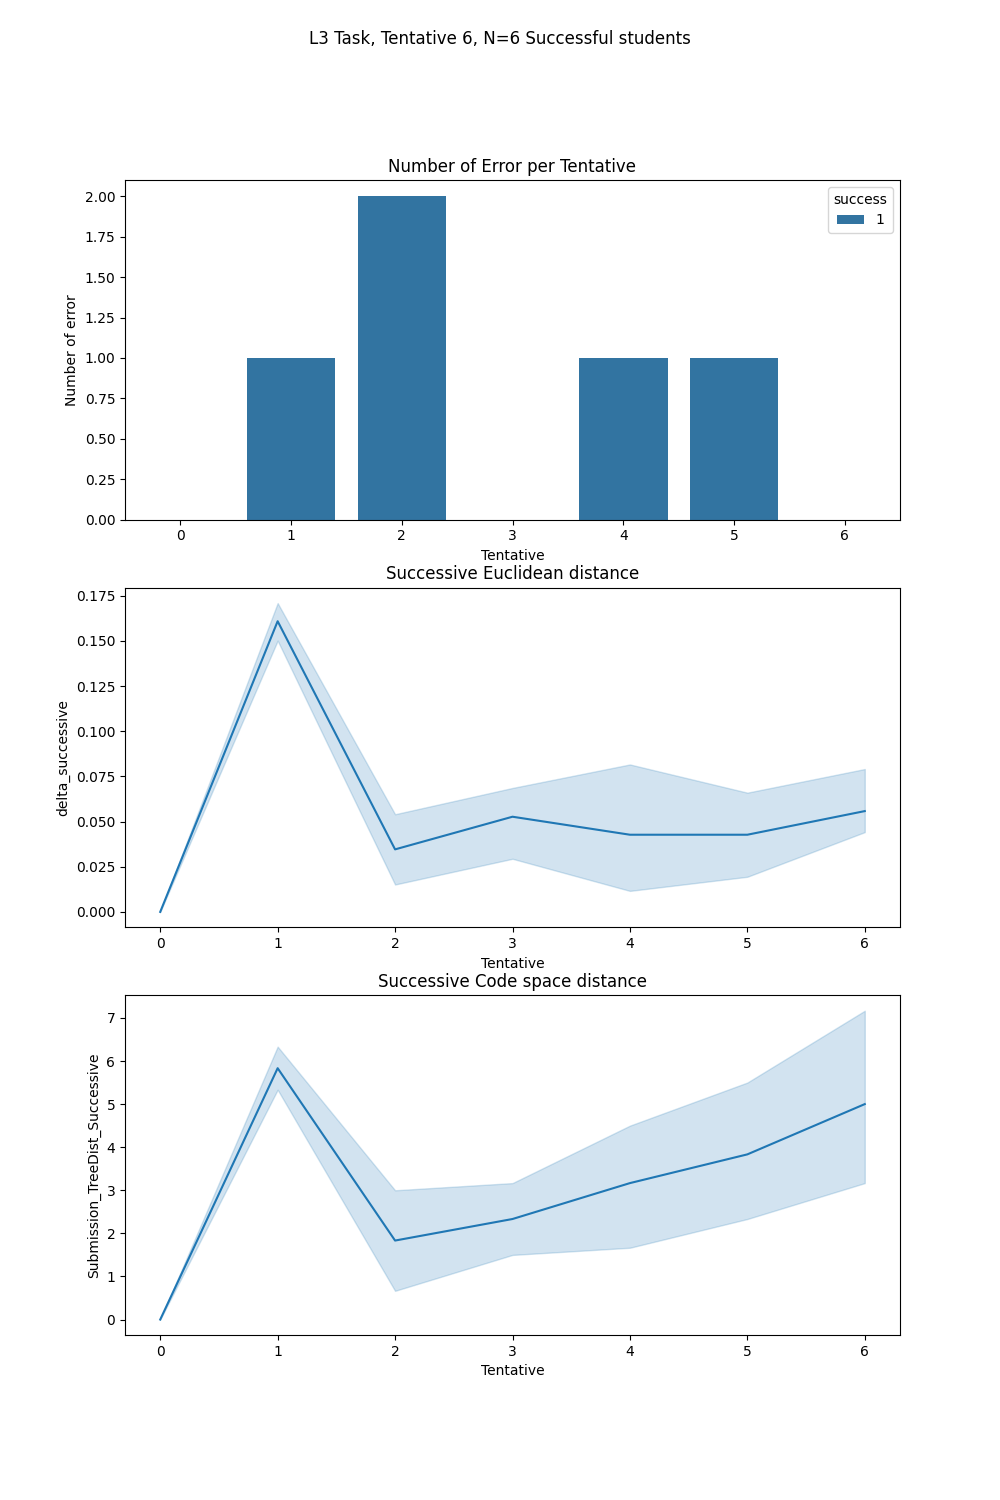 L3 Task, Tentative 6, N=6 Successful students
Number of Error per Tentative
success
1
2.00
1.75
1.50
1.25
1.00
0.75
0.50
0.25
0.00
Number of error
0 1 2 3 4 5 6
Tentative
Successive Euclidean distance
0.175
0.150
0.125
0.100
0.075
0.050
0.025
0.000
delta_successive
0 1 2 3 4 5 6
Tentative
Successive Code space distance
7
6
5
4
3
2
1
0
Submission_TreeDist_Successive
0 1 2 3 4 5 6
Tentative